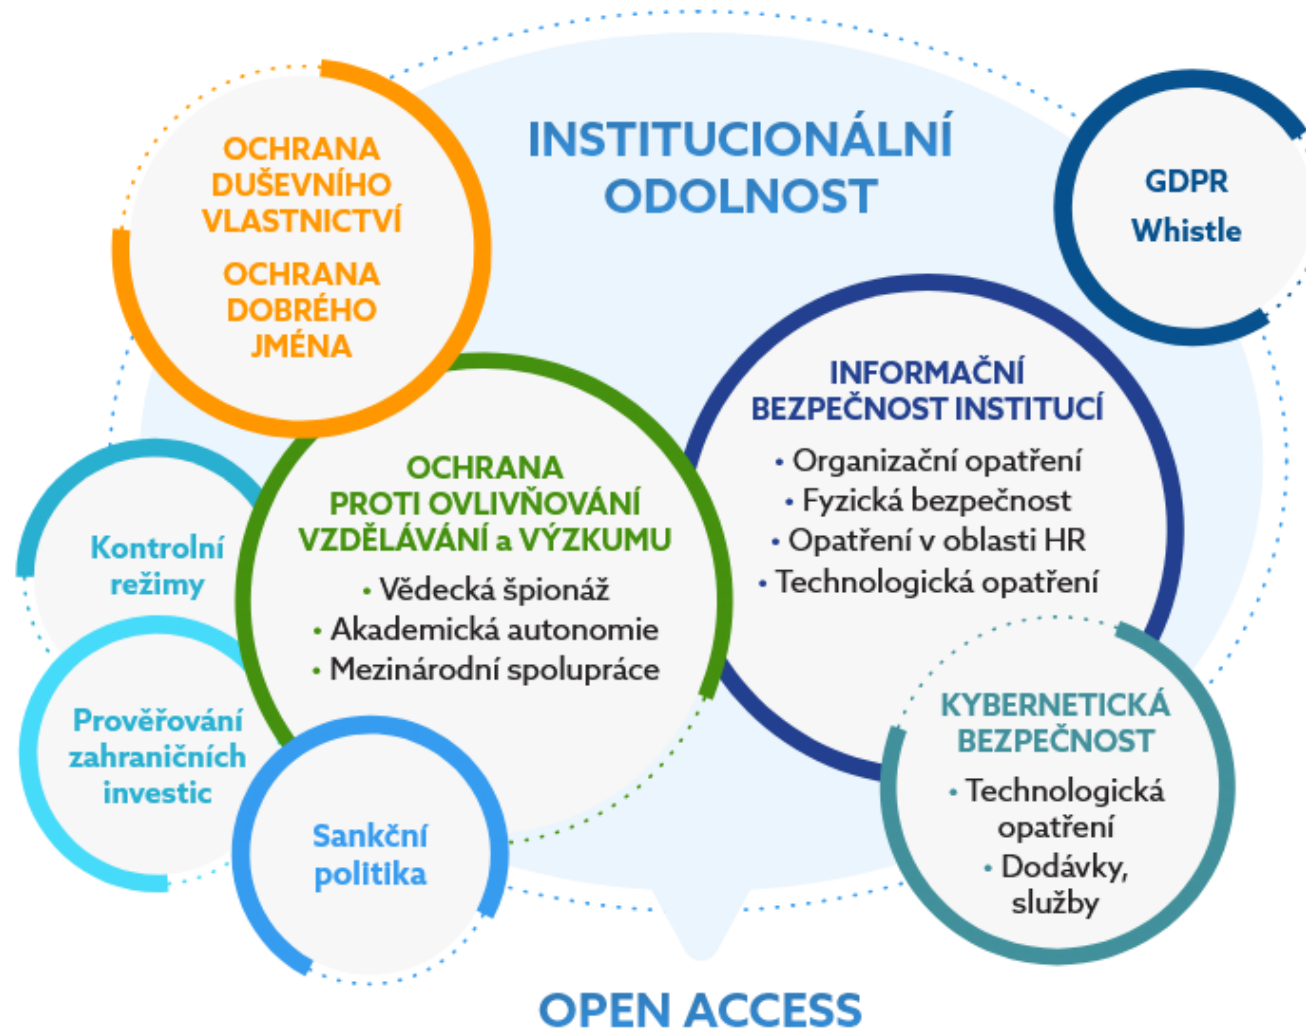 INSTITUCIONÁLNÍ
ODOLNOST
OCHRANA
DUŠEVNÍHO
VLASTNICTVÍ
OCHRANA
DOBRÉHO
JMÉNA
GDPR
Whistle
INFORMAČNÍ
BEZPEČNOST INSTITUCÍ
• Organizační opatření
• Fyzická bezpečnost
• Opatření v oblasti HR
• Technologická opatření
OCHRANA
PROTI OVLIVŇOVÁNÍ
VZDĚLÁVÁNÍ a VÝZKUMU
• Vědecká špionáž
• Akademická autonomie
• Mezinárodní spolupráce
Kontrolní
režimy
Prověřování
zahraničních
investic
Sankční
politika
KYBERNETICKÁ
BEZPEČNOST
• Technologická
opatření
• Dodávky,
služby
OPEN ACCESS